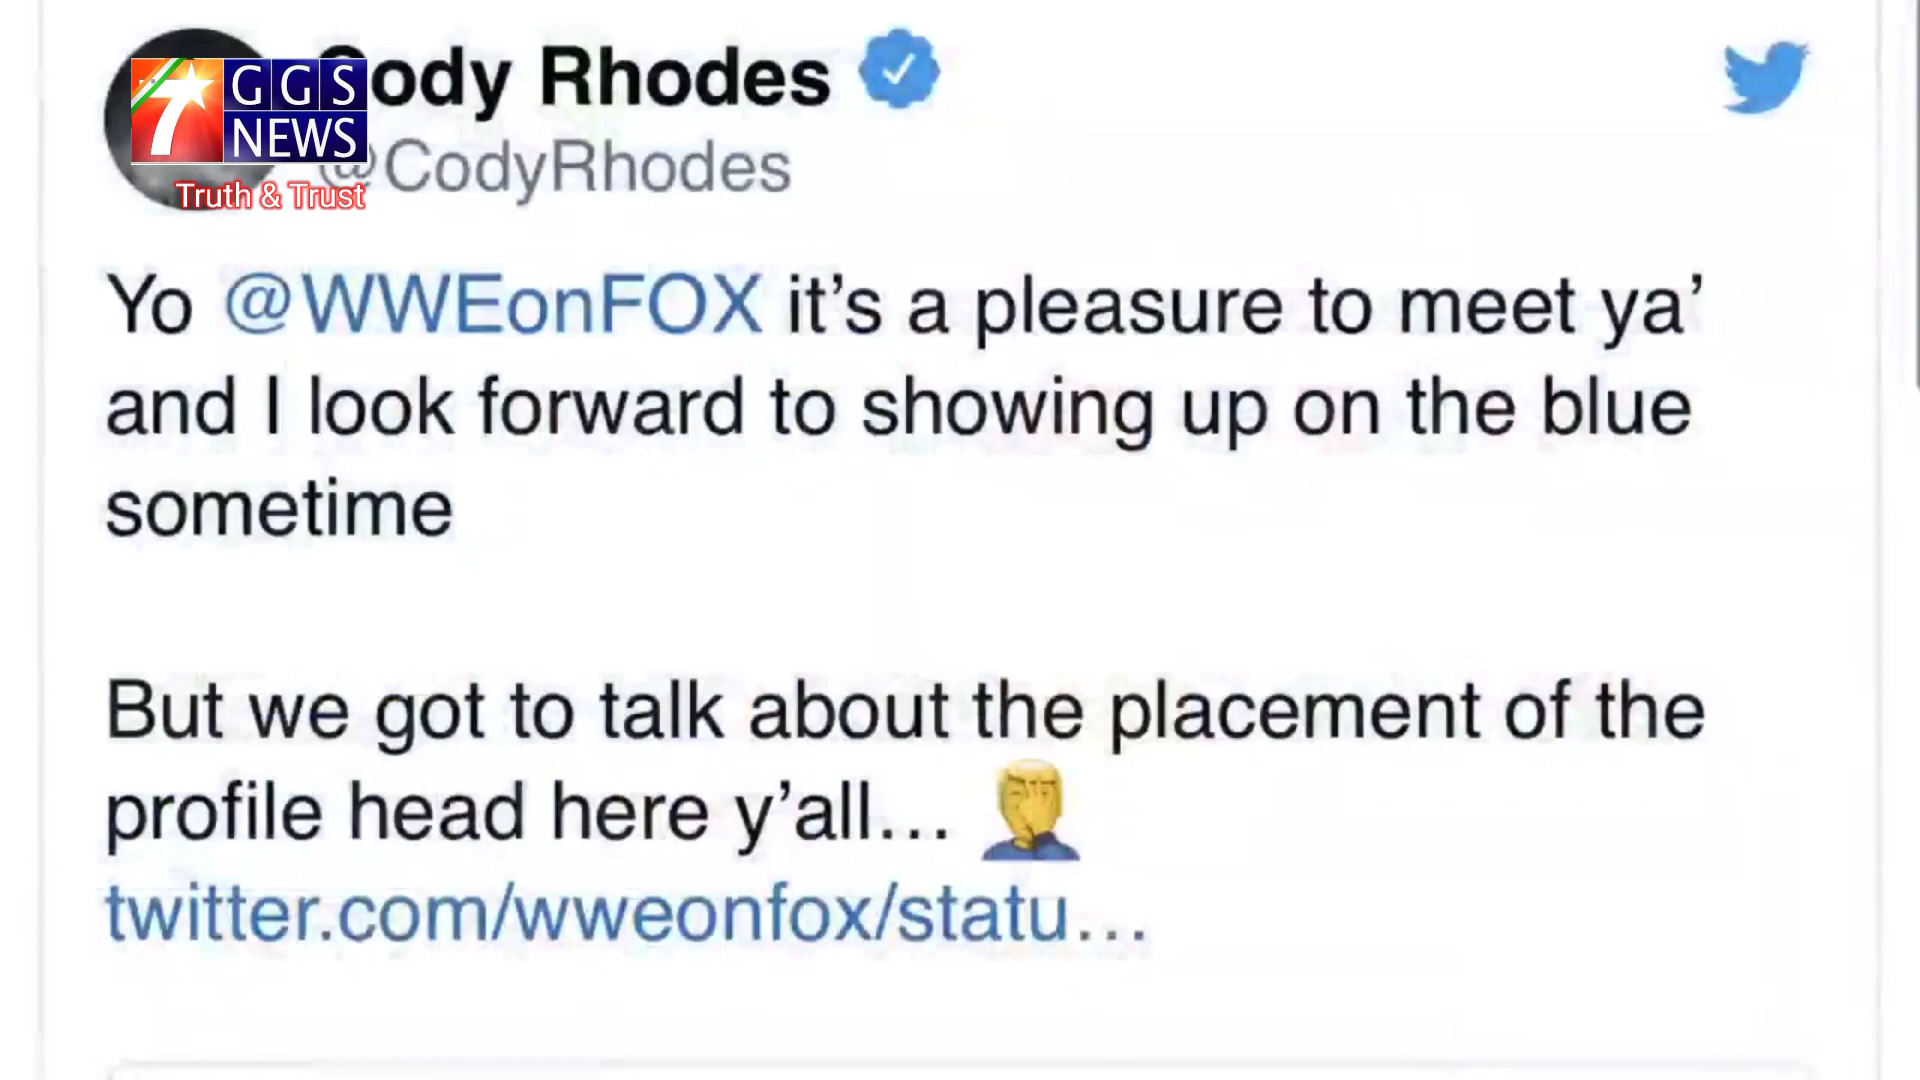 Cody Rhodes
@CodyRhodes
7 GGS
NEWS
Truth & Trust
Yo @WWEonFOX it’s a pleasure to meet ya’
and I look forward to showing up on the blue
sometime
But we got to talk about the placement of the
profile head here y’all… 🤦‍♂️
twitter.com/wweonfox/statu…